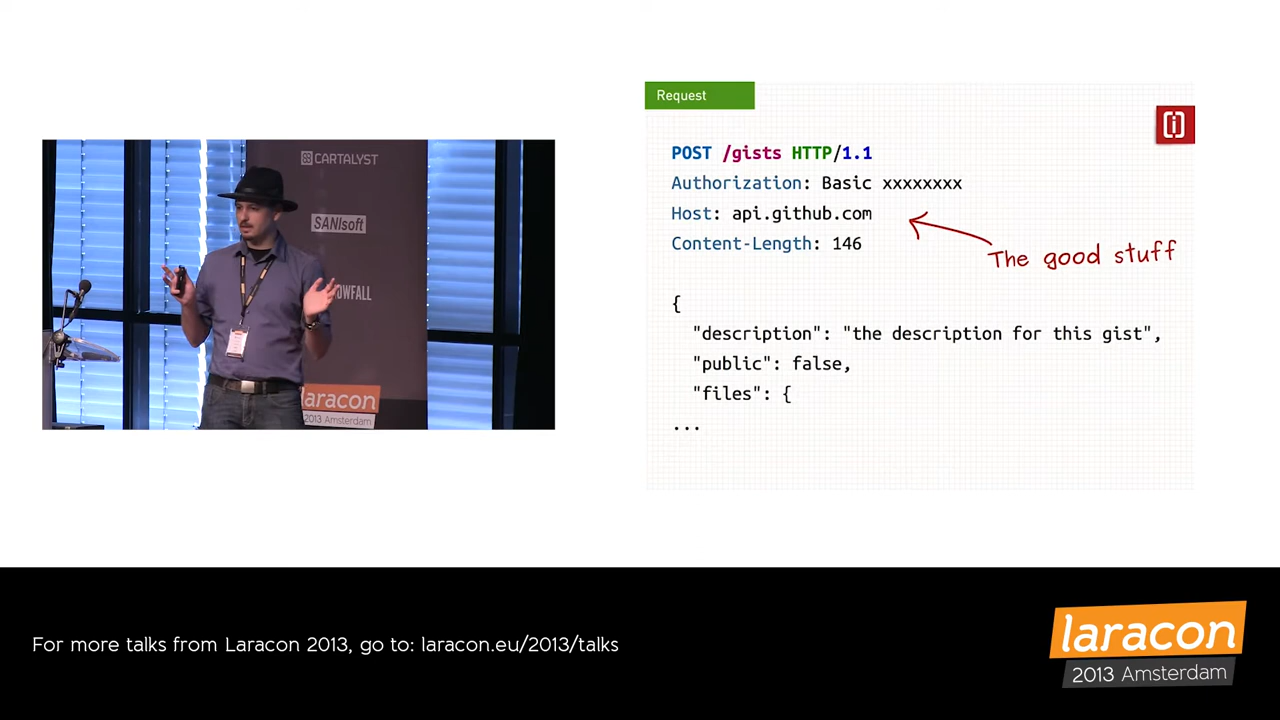 CARTALYST
SANIsoft
OWFALL
laracon
2013 Amsterdam
Request
[i]
POST /gists HTTP/1.1
Authorization: Basic xxxxxxxx
Host: api.github.com
Content-Length: 146
The good stuff
{
"description": "the description for this gist",
"public": false,
"files": {
...
For more talks from Laracon 2013, go to: laracon.eu/2013/talks
laracon
2013 Amsterdam